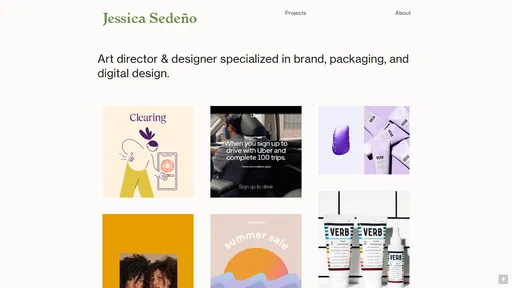 Jessica Sedeño
Projects
About
Art director & designer specialized in brand, packaging, and
digital design.
Clearing
When you sign up to
drive with Uber and
complete 100 trips.
Sign up to drive
VERB
summer sale
VERB
VERB